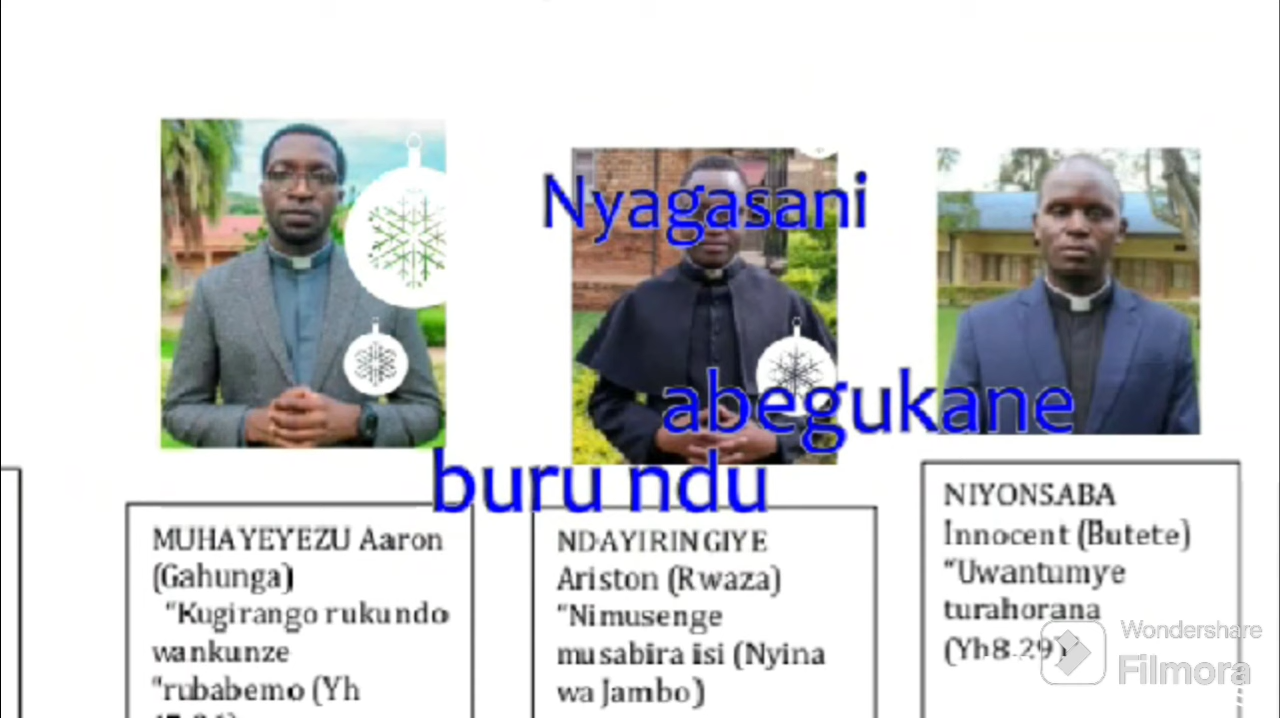 Nyagasani
abegukane
buru ndu
MUHAYEYEZU Aaron
(Gahunga)
“Kugirango rukundo
wankunze
“rubabemo (Yh
NDAYIRINGIYE
Ariston (Rwaza)
“Nimusenge
musabira isi (Nyina
wa Jambo)
NIYONSABA
Innocent (Butete)
“Uwantumye
turahorana
(Yh8.29)
Wondershare
Filmora